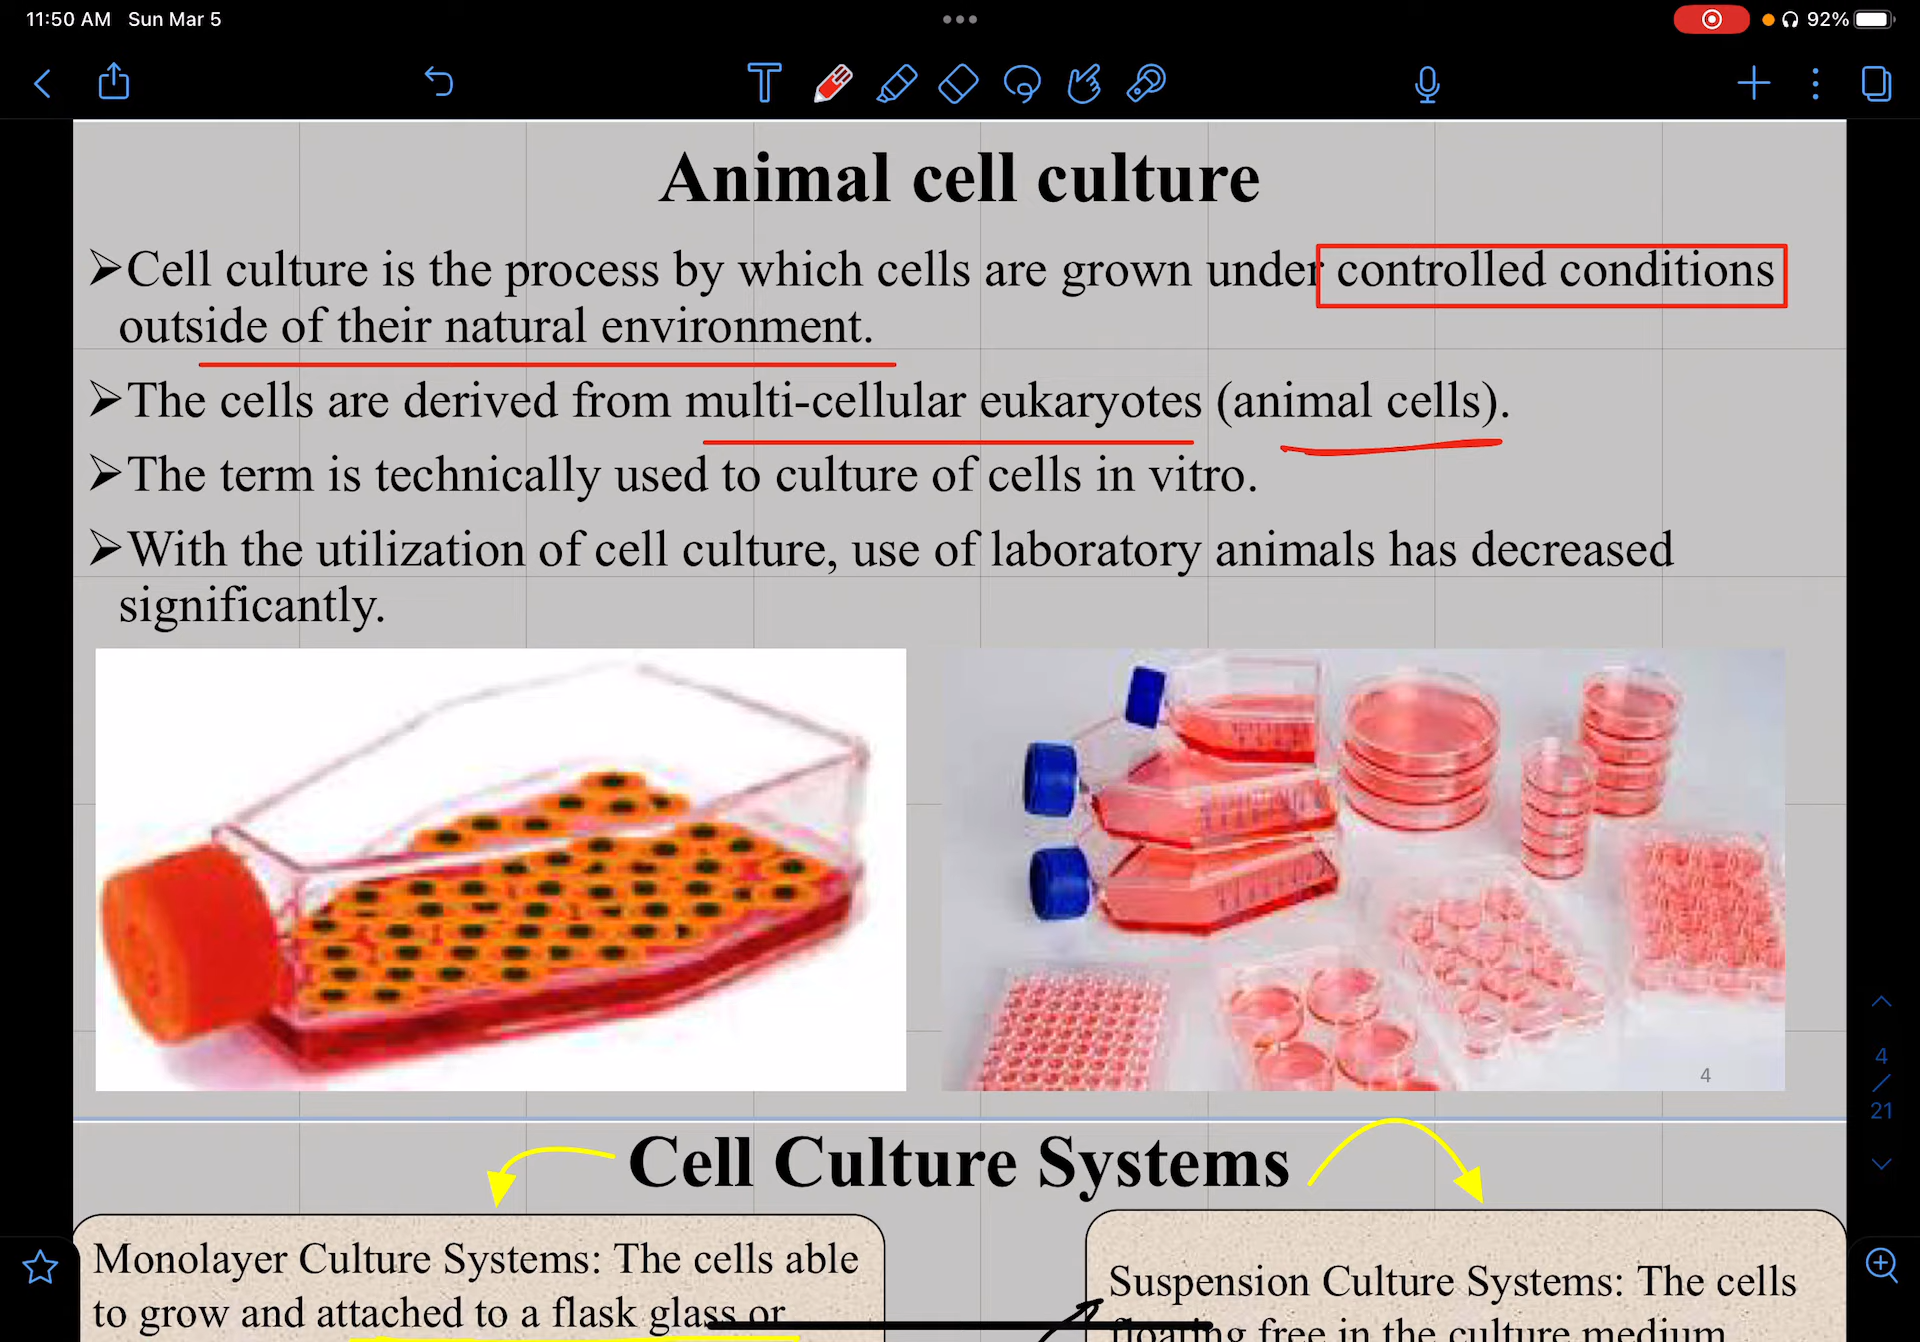 11:50 AM Sun Mar 5
92%
Animal cell culture
➢Cell culture is the process by which cells are grown under controlled conditions
outside of their natural environment.
➢The cells are derived from multi-cellular eukaryotes (animal cells).
➢The term is technically used to culture of cells in vitro.
➢With the utilization of cell culture, use of laboratory animals has decreased
significantly.
4
4
/
21
Cell Culture Systems
Monolayer Culture Systems: The cells able
to grow and attached to a flask glass or
Suspension Culture Systems: The cells
floating free in the culture medium